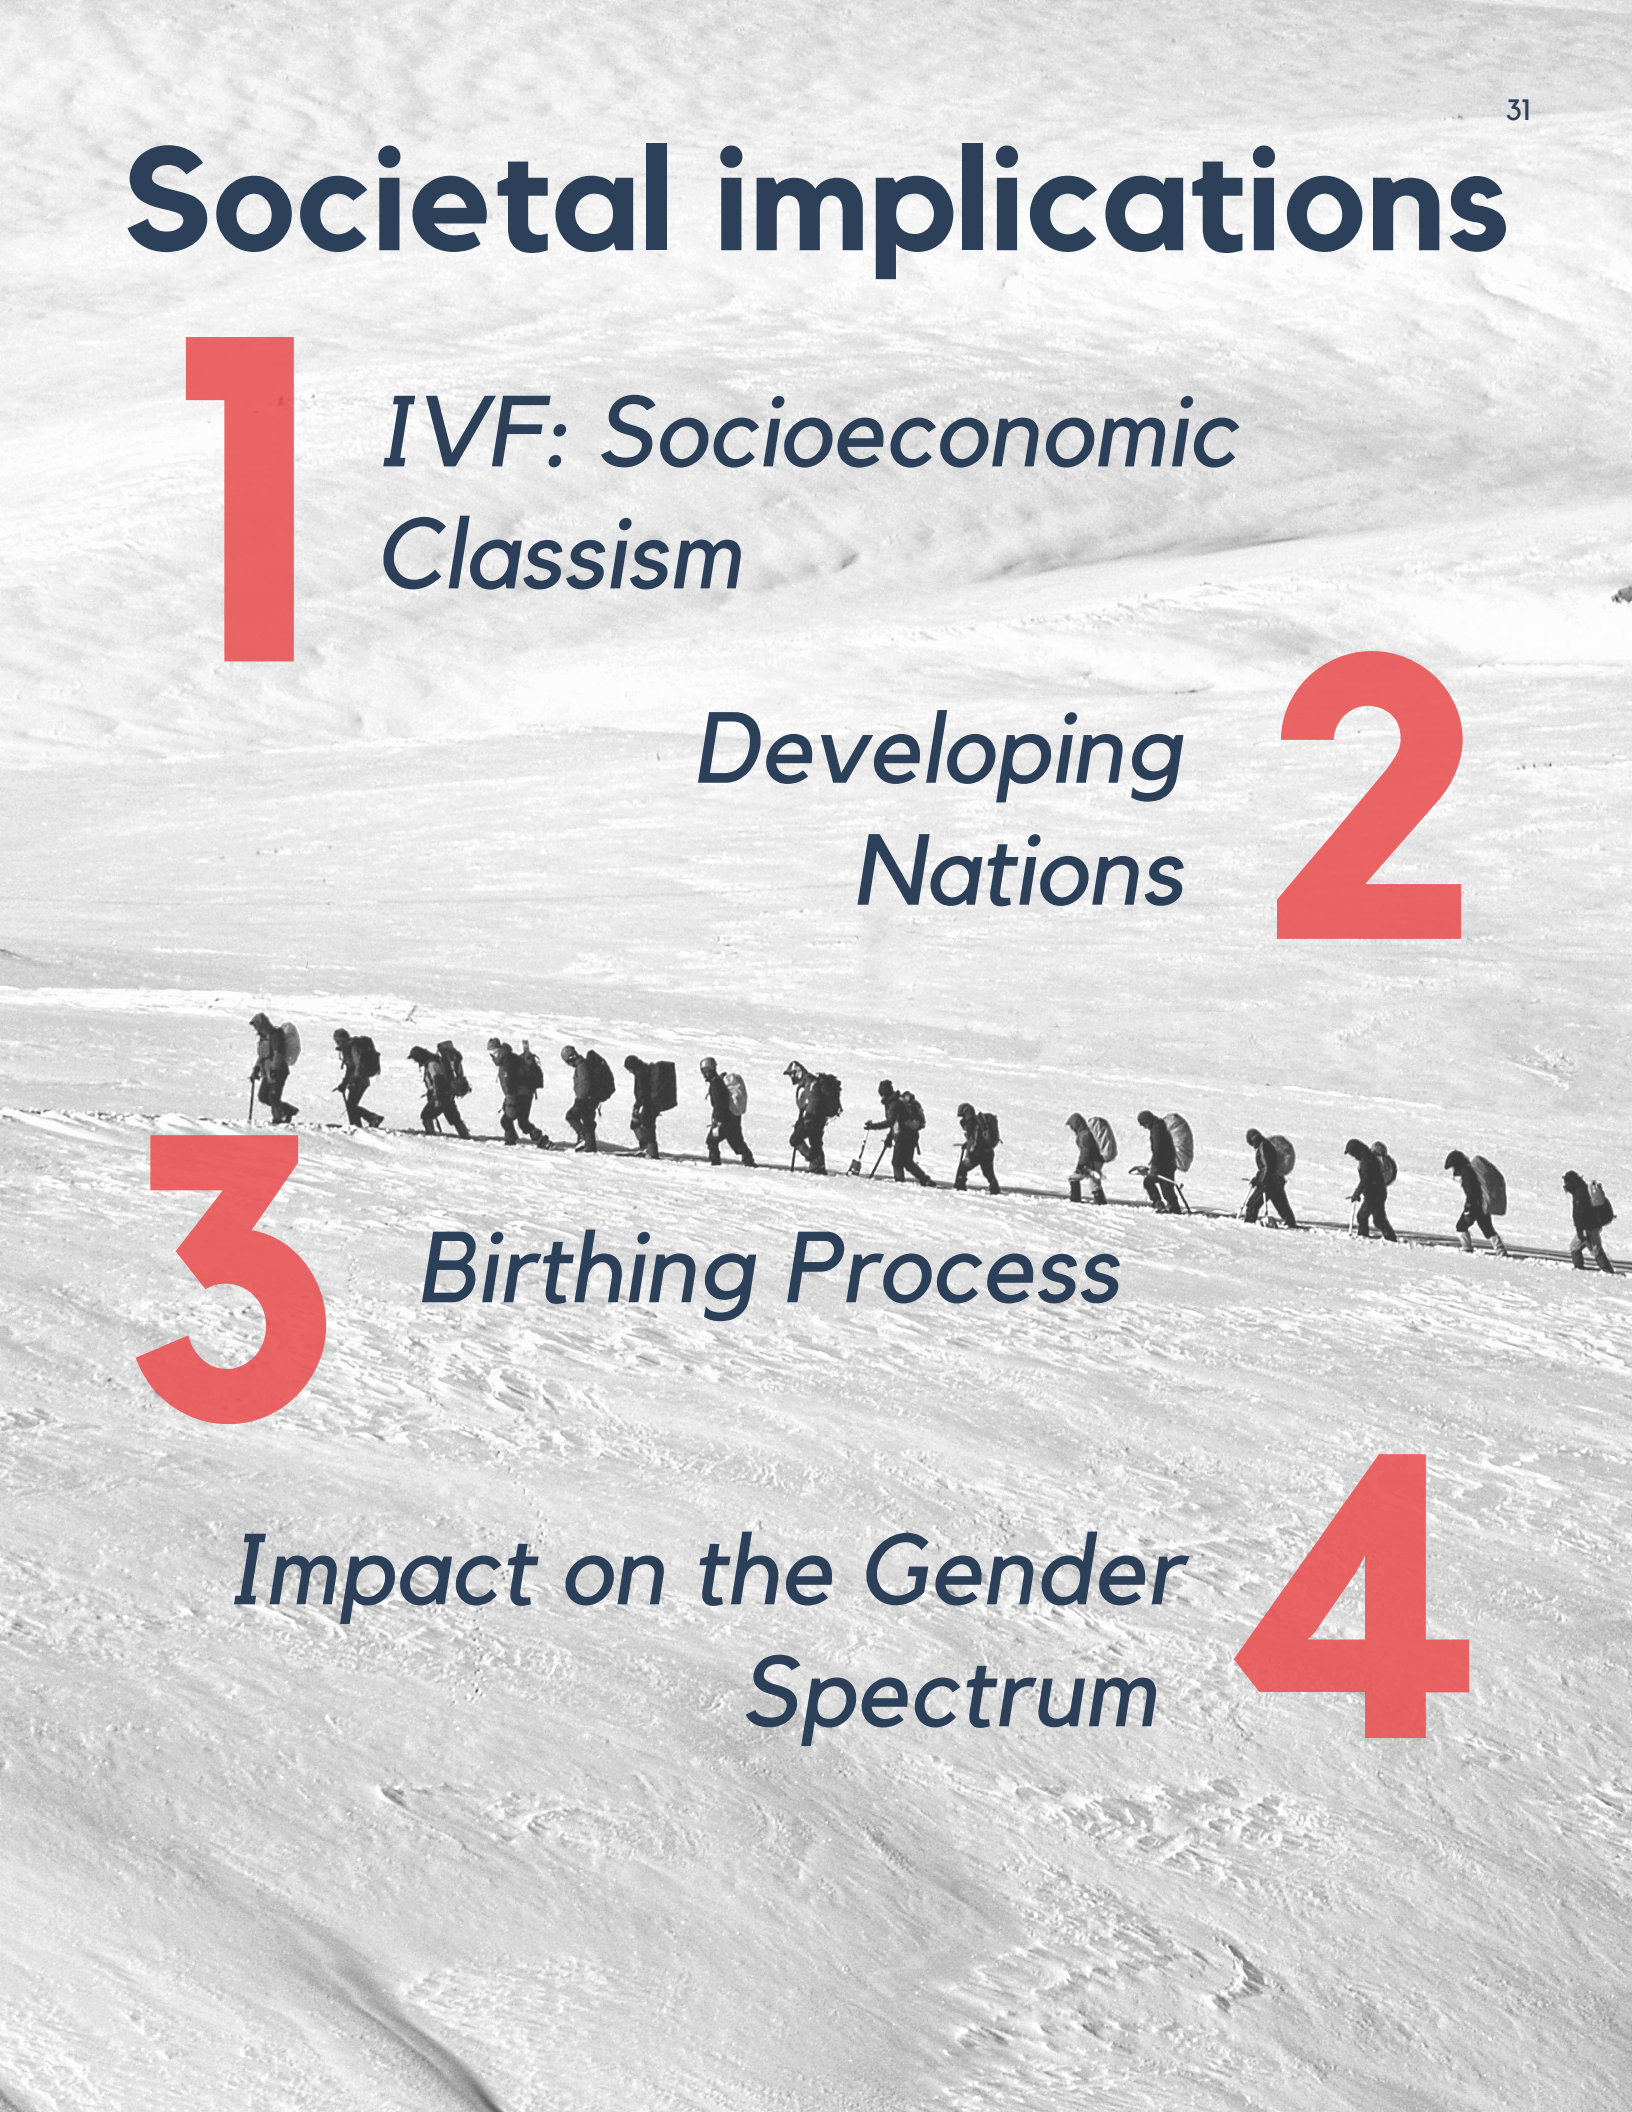 31
Societal implications
1
IVF: Socioeconomic
Classism
2
Developing
Nations
3
Birthing Process
4
Impact on the Gender
Spectrum